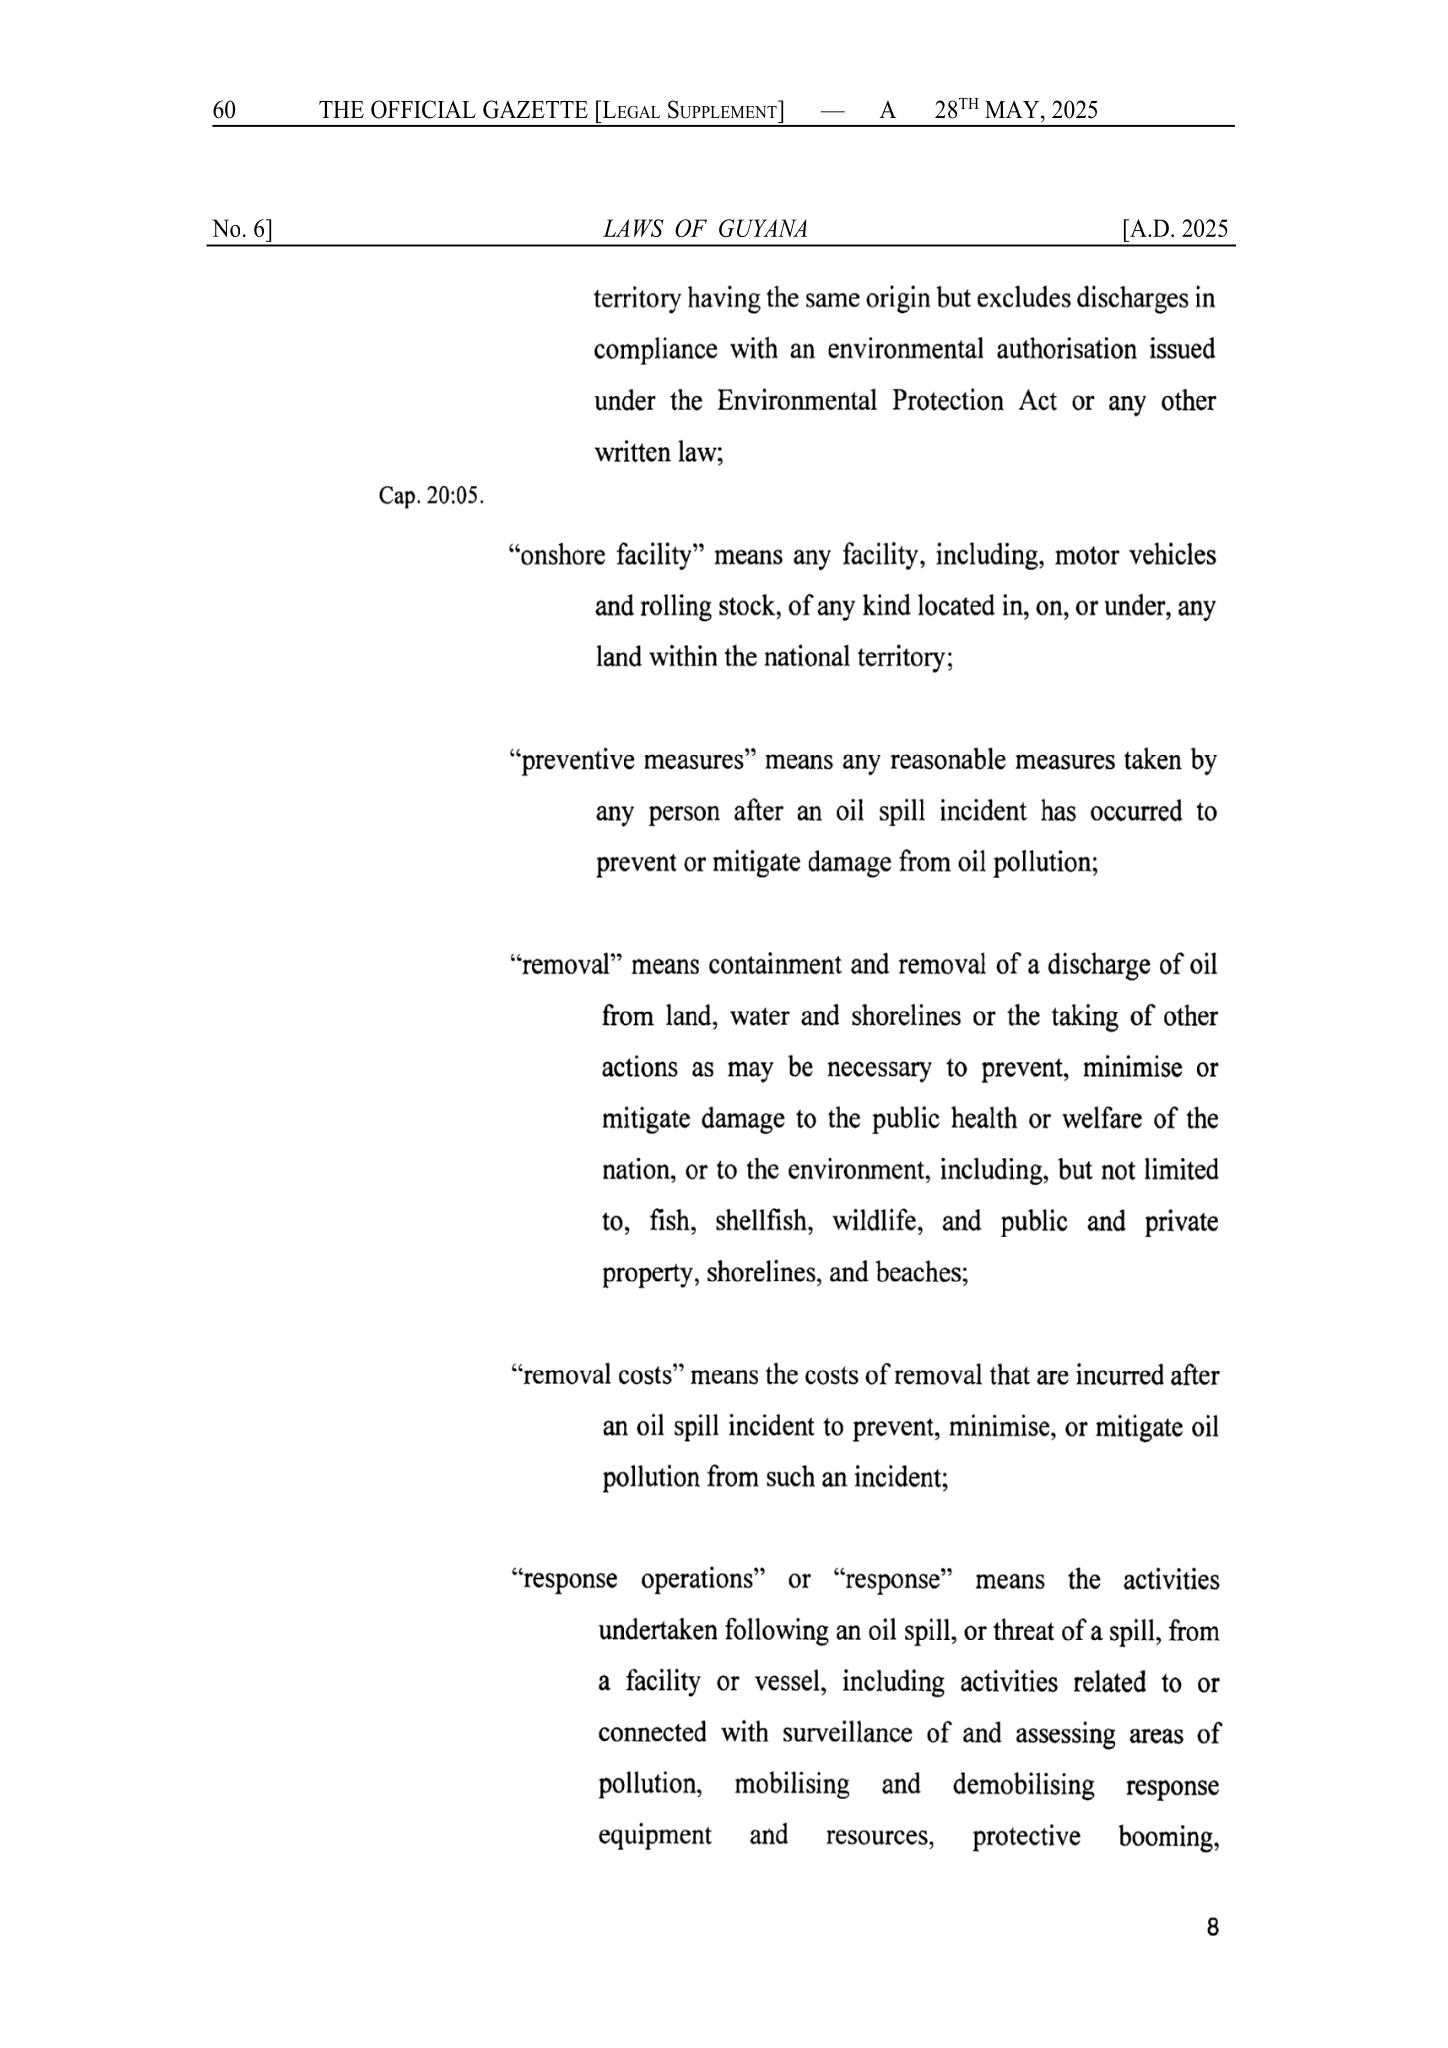 60 THE OFFICIAL GAZETTE [LEGAL SUPPLEMENT] — A 28TH MAY, 2025
No. 6] LAWS OF GUYANA [A.D. 2025
territory having the same origin but excludes discharges in
compliance with an environmental authorisation issued
under the Environmental Protection Act or any other
written law;
Cap. 20:05.
“onshore facility” means any facility, including, motor vehicles
and rolling stock, of any kind located in, on, or under, any
land within the national territory;
“preventive measures” means any reasonable measures taken by
any person after an oil spill incident has occurred to
prevent or mitigate damage from oil pollution;
“removal” means containment and removal of a discharge of oil
from land, water and shorelines or the taking of other
actions as may be necessary to prevent, minimise or
mitigate damage to the public health or welfare of the
nation, or to the environment, including, but not limited
to, fish, shellfish, wildlife, and public and private
property, shorelines, and beaches;
“removal costs” means the costs of removal that are incurred after
an oil spill incident to prevent, minimise, or mitigate oil
pollution from such an incident;
“response operations” or “response” means the activities
undertaken following an oil spill, or threat of a spill, from
a facility or vessel, including activities related to or
connected with surveillance of and assessing areas of
pollution, mobilising and demobilising response
equipment and resources, protective booming,
8